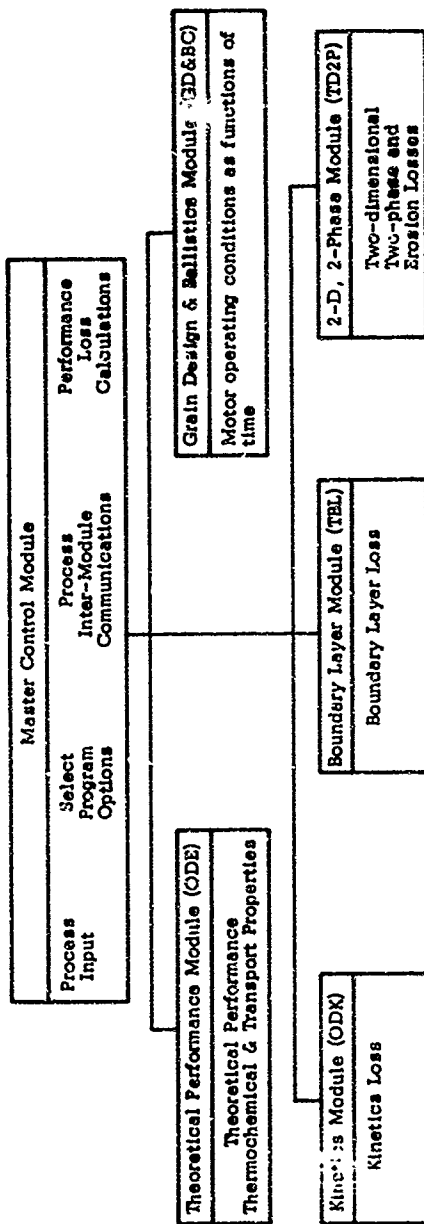 Master Control Module
Process
Input
Select
Program
Options
Process
Inter-Module
Communications
Performance
Loss
Calculations
Theoretical Performance Module (ODE)
Theoretical Performance
Thermochemical & Transport Properties
Grain Design & Ballistics Module (GD&BC)
Motor operating conditions as functions of
time
Kinetics Module (ODK)
Kinetics Loss
Boundary Layer Module (TBL)
Boundary Layer Loss
2-D, 2-Phase Module (TD2P)
Two-dimensional
Two-phase and
Erosion Losses